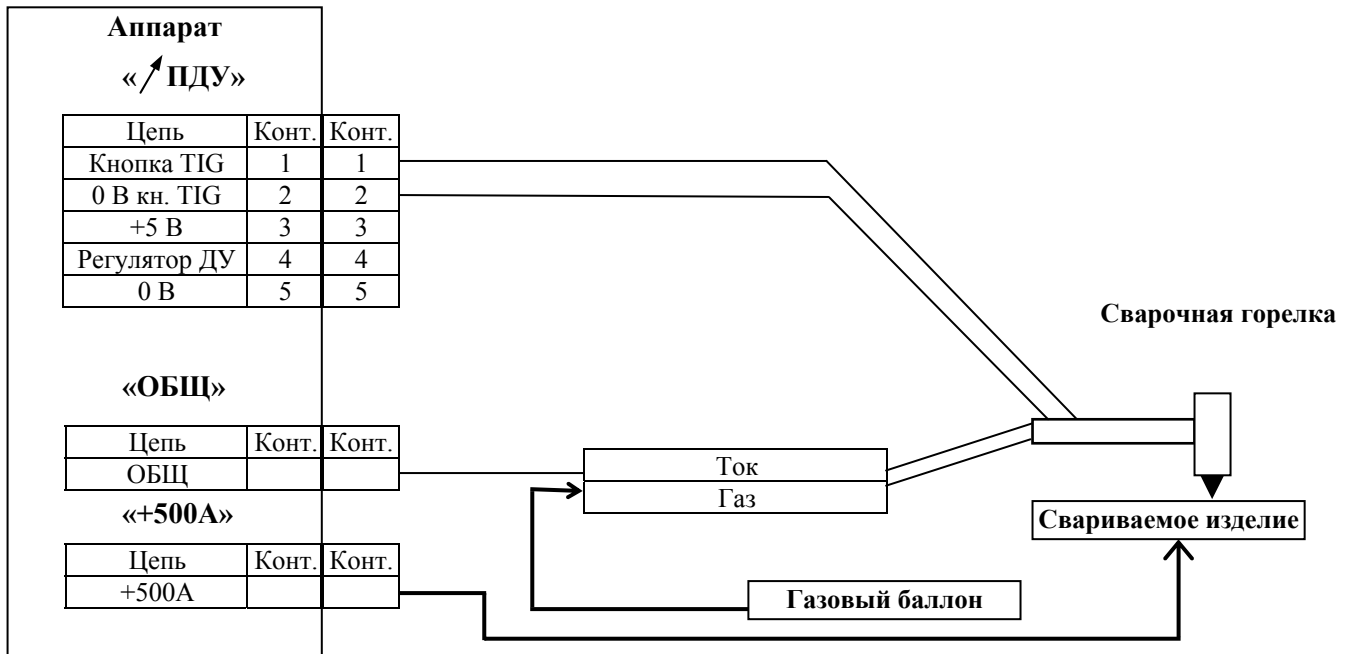 Аппарат
«↗ПДУ»
Цепь Конт. Конт.
Кнопка TIG 1 1
0 В кн. TIG 2 2
+5 В 3 3
Регулятор ДУ 4 4
0 В 5 5
Сварочная горелка
«ОБЩ»
Цепь Конт. Конт.
ОБЩ
Ток
Газ
«+500А»
Свариваемое изделие
Цепь Конт. Конт.
+500А
Газовый баллон